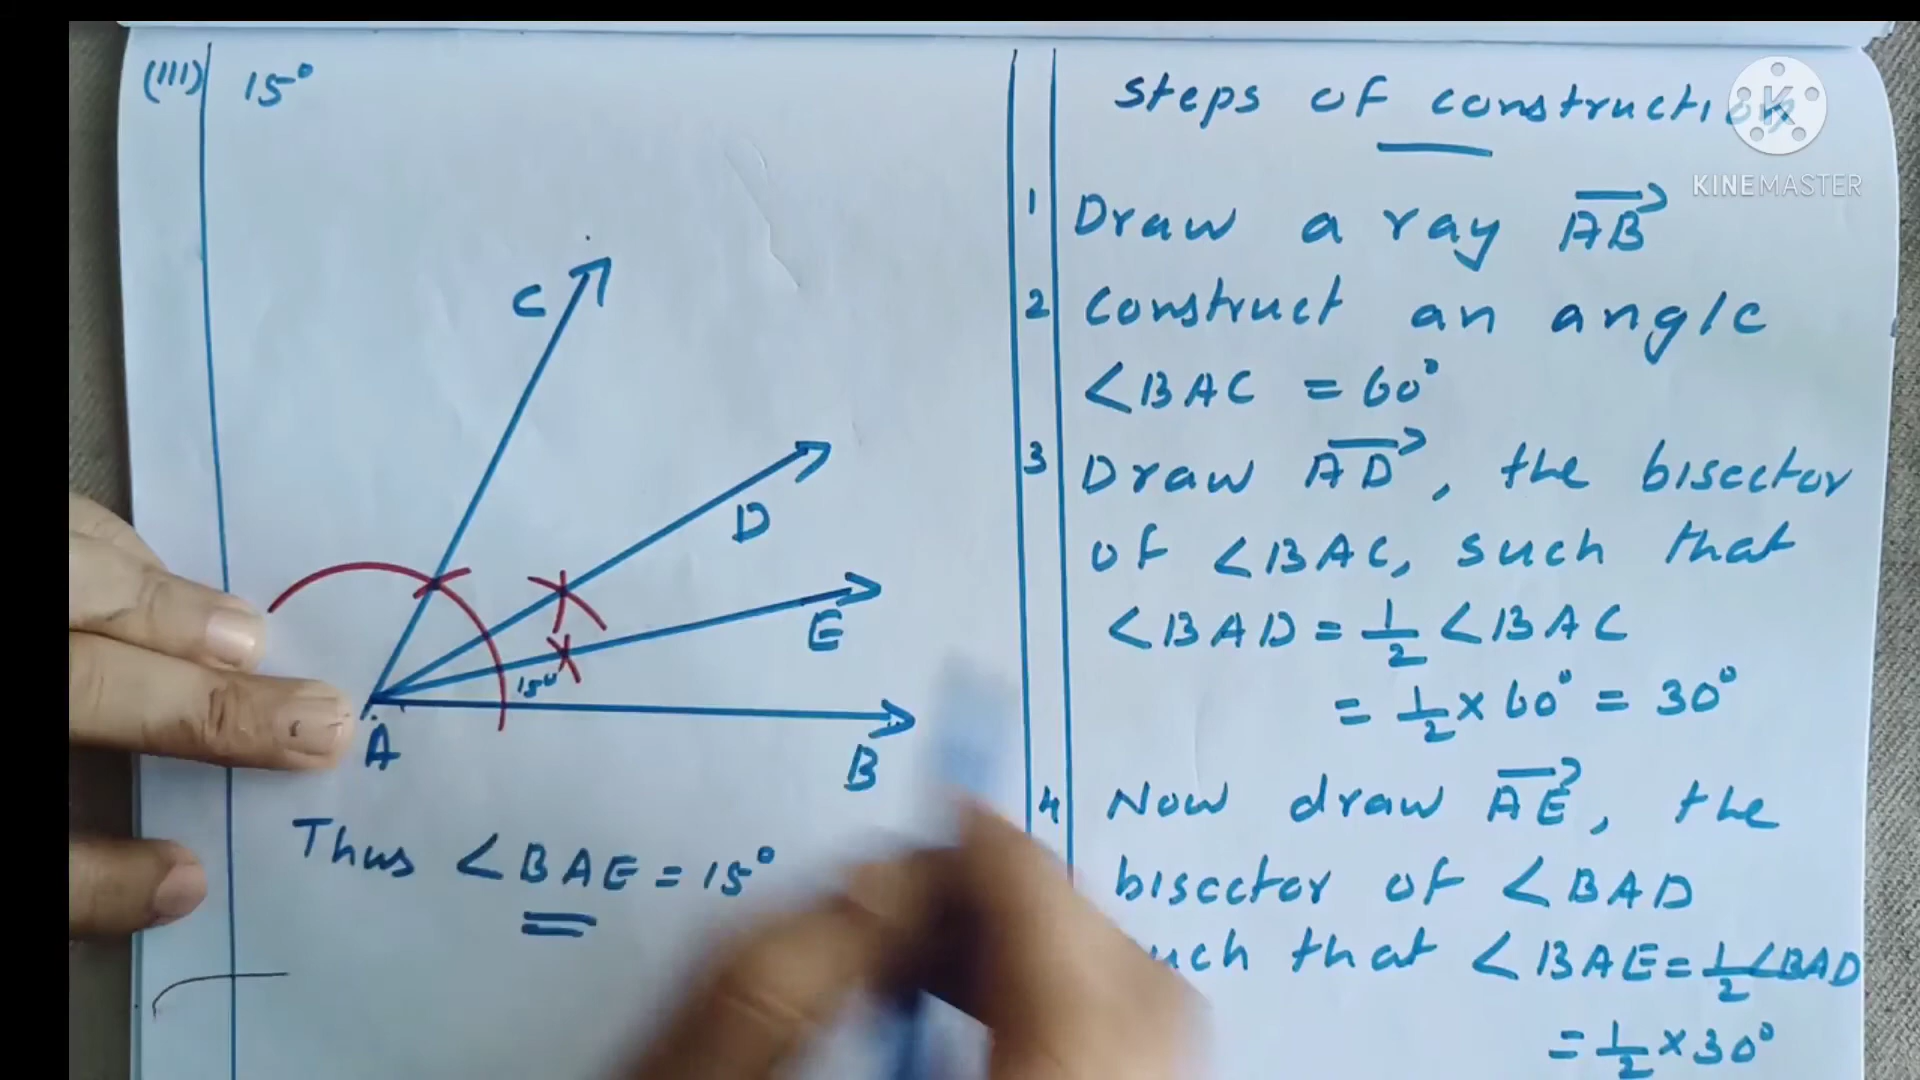 (III) 15°
C
D
E
15°
A
B
Thus ∠BAE = 15°
steps of construction
KINEMASTER
1 Draw a ray AB
2 construct an angle
∠BAC = 60°
3 Draw AD, the bisector
of ∠BAC, such that
∠BAD = 1/2 ∠BAC
= 1/2 × 60° = 30°
4 Now draw AE, the
bisector of ∠BAD
that ∠BAE = 1/2 ∠BAD
= 1/2 × 30°